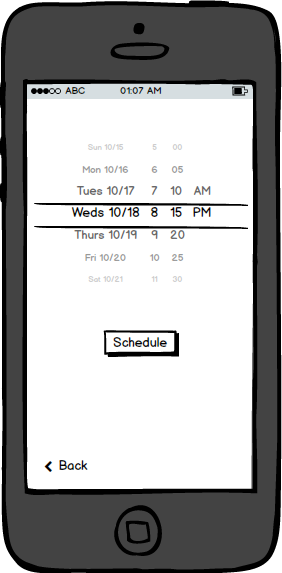 ABC 01:07 AM
Sun 10/15 5 00
Mon 10/16 6 05
Tues 10/17 7 10 AM
Weds 10/18 8 15 PM
Thurs 10/19 9 20
Fri 10/20 10 25
Sat 10/21 11 30
Schedule
Back